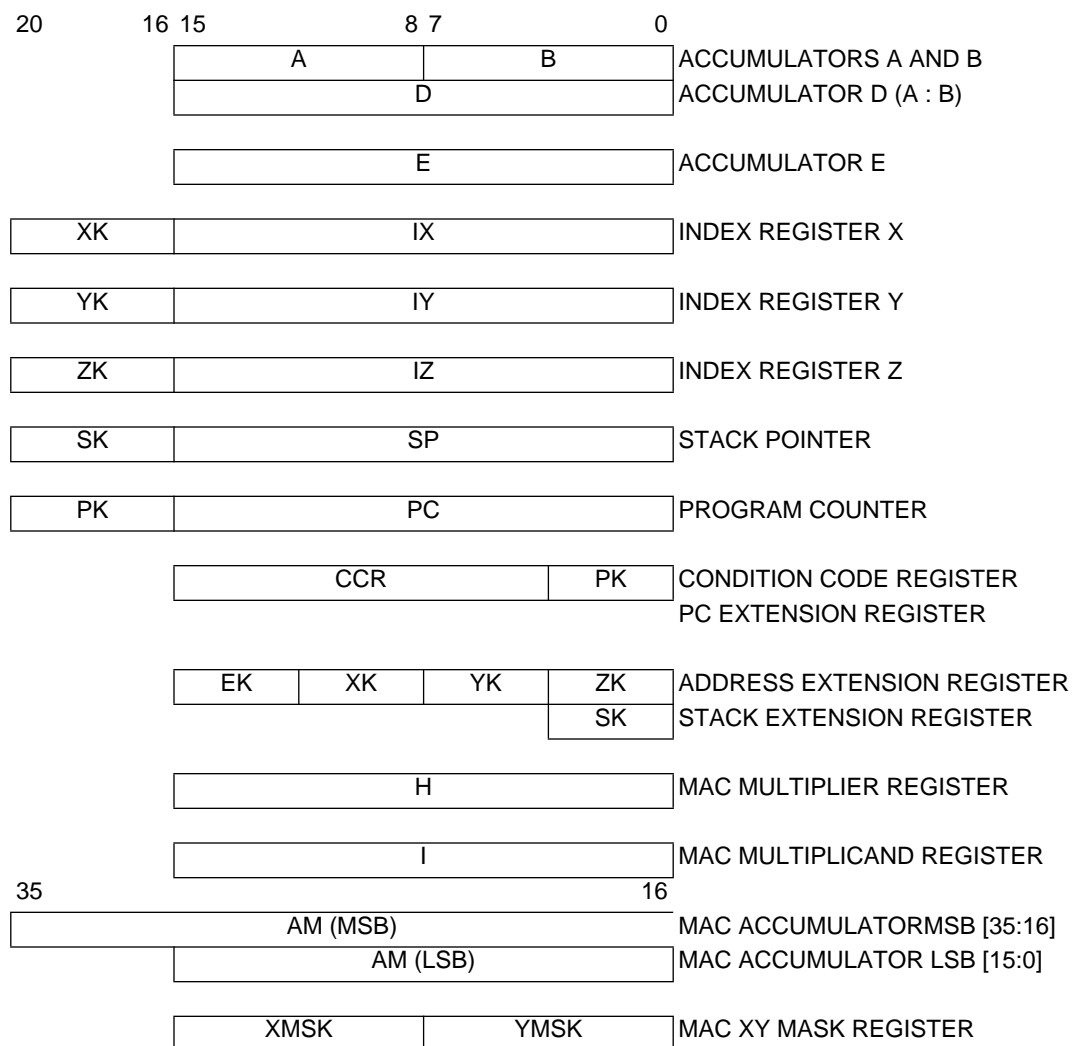 20 16 15 8 7 0
A B ACCUMULATORS A AND B
D ACCUMULATOR D (A : B)
E ACCUMULATOR E
XK IX INDEX REGISTER X
YK IY INDEX REGISTER Y
ZK IZ INDEX REGISTER Z
SK SP STACK POINTER
PK PC PROGRAM COUNTER
CCR PK CONDITION CODE REGISTER
PC EXTENSION REGISTER
EK XK YK ZK ADDRESS EXTENSION REGISTER
SK STACK EXTENSION REGISTER
H MAC MULTIPLIER REGISTER
I MAC MULTIPLICAND REGISTER
35 16
AM (MSB) MAC ACCUMULATORMSB [35:16]
AM (LSB) MAC ACCUMULATOR LSB [15:0]
XMSK YMSK MAC XY MASK REGISTER